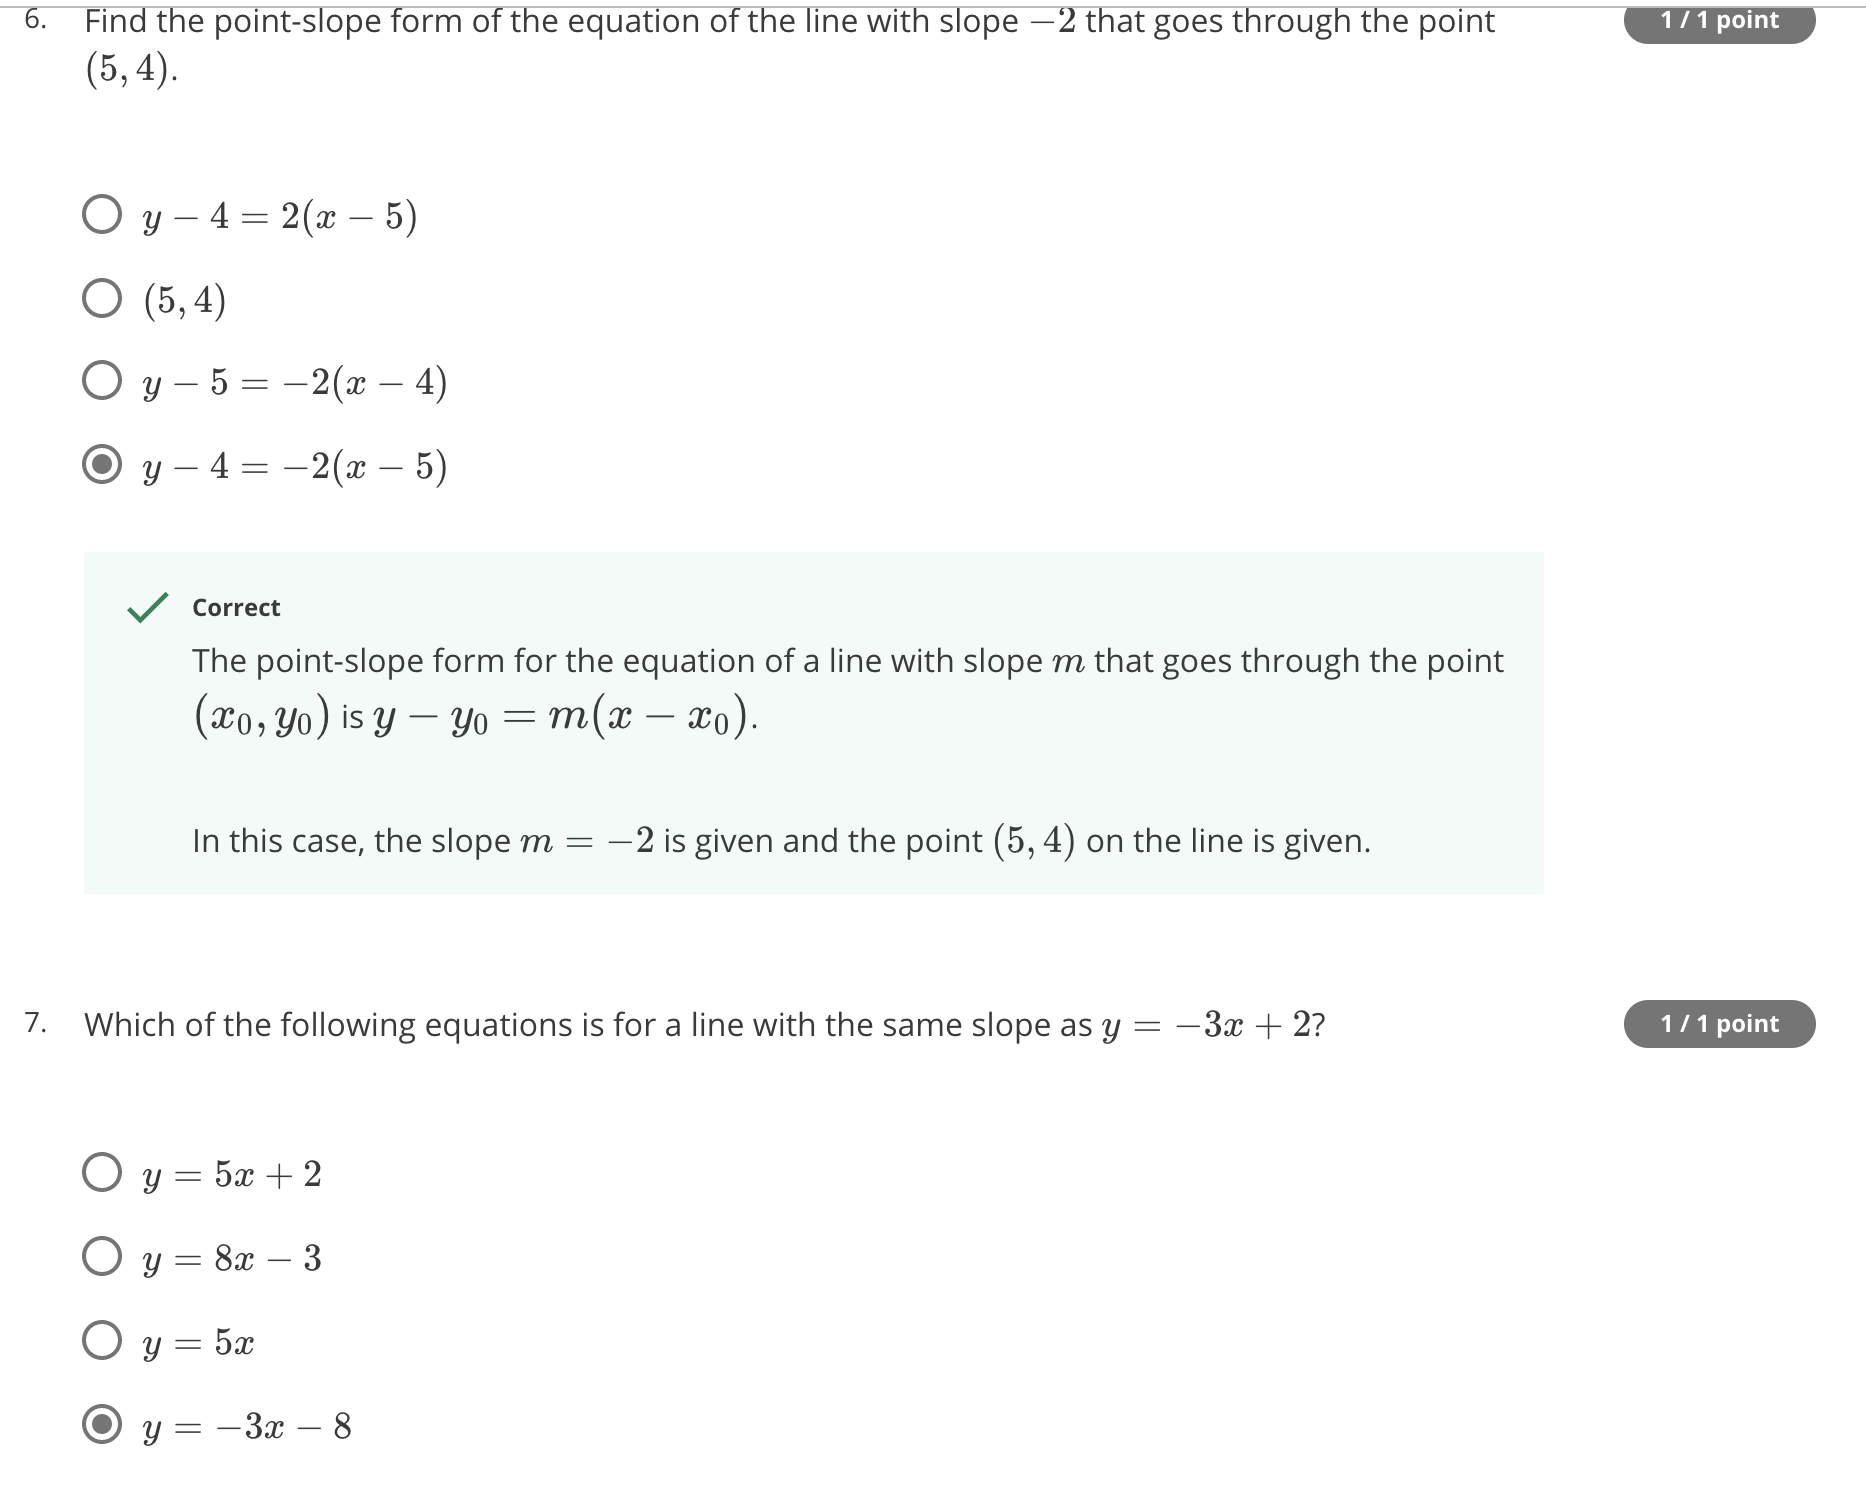 6. Find the point-slope form of the equation of the line with slope −2 that goes through the point
1 / 1 point
(5, 4).
y − 4 = 2(x − 5)
(5, 4)
y − 5 = −2(x − 4)
y − 4 = −2(x − 5)
Correct
The point-slope form for the equation of a line with slope m that goes through the point
(x₀, y₀) is y − y₀ = m(x − x₀).
In this case, the slope m = −2 is given and the point (5, 4) on the line is given.
7. Which of the following equations is for a line with the same slope as y = −3x + 2?
1 / 1 point
y = 5x + 2
y = 8x − 3
y = 5x
y = −3x − 8